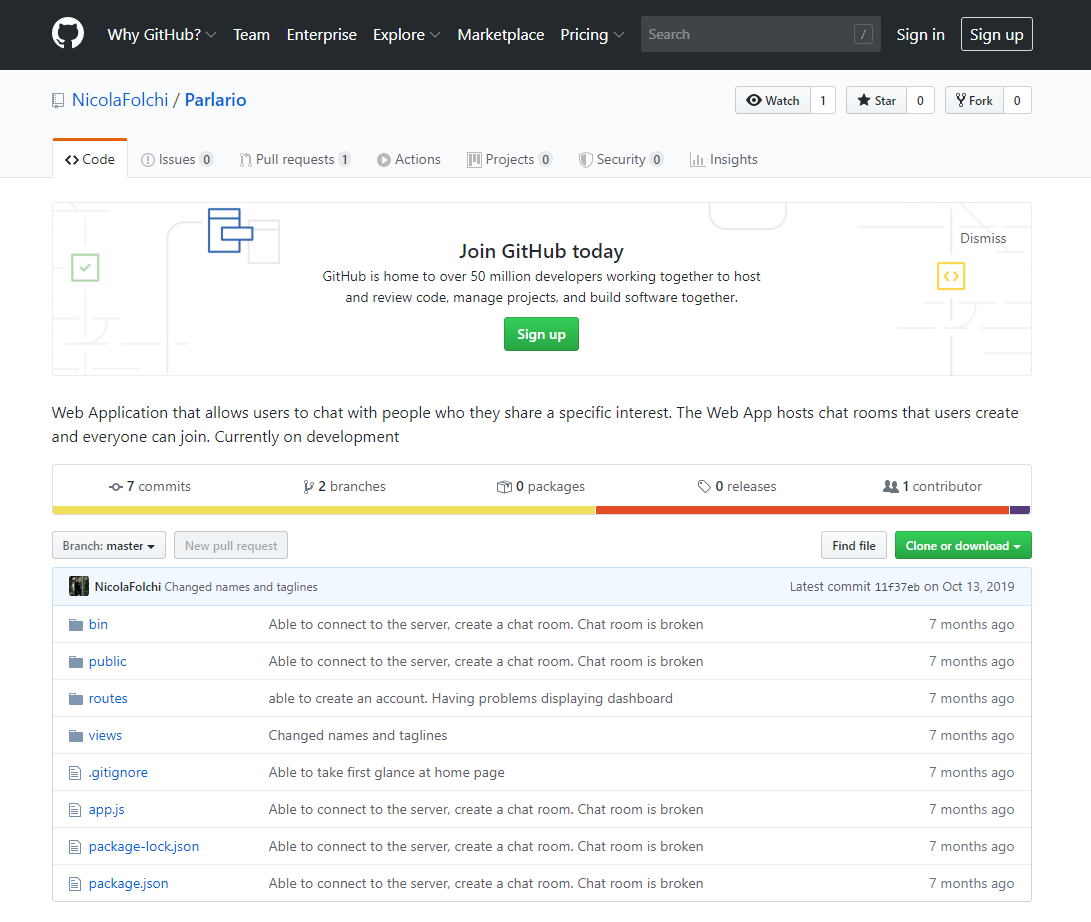 Why GitHub? Team Enterprise Explore Marketplace Pricing Search / Sign in Sign up
NicolaFolchi / Parlario Watch 1 Star 0 Fork 0
Code Issues 0 Pull requests 1 Actions Projects 0 Security 0 Insights
Dismiss
Join GitHub today
GitHub is home to over 50 million developers working together to host
and review code, manage projects, and build software together.
Sign up
Web Application that allows users to chat with people who they share a specific interest. The Web App hosts chat rooms that users create
and everyone can join. Currently on development
7 commits 2 branches 0 packages 0 releases 1 contributor
Branch: master New pull request Find file Clone or download
NicolaFolchi Changed names and taglines Latest commit 11f37eb on Oct 13, 2019
bin Able to connect to the server, create a chat room. Chat room is broken 7 months ago
public Able to connect to the server, create a chat room. Chat room is broken 7 months ago
routes able to create an account. Having problems displaying dashboard 7 months ago
views Changed names and taglines 7 months ago
.gitignore Able to take first glance at home page 7 months ago
app.js Able to connect to the server, create a chat room. Chat room is broken 7 months ago
package-lock.json Able to connect to the server, create a chat room. Chat room is broken 7 months ago
package.json Able to connect to the server, create a chat room. Chat room is broken 7 months ago